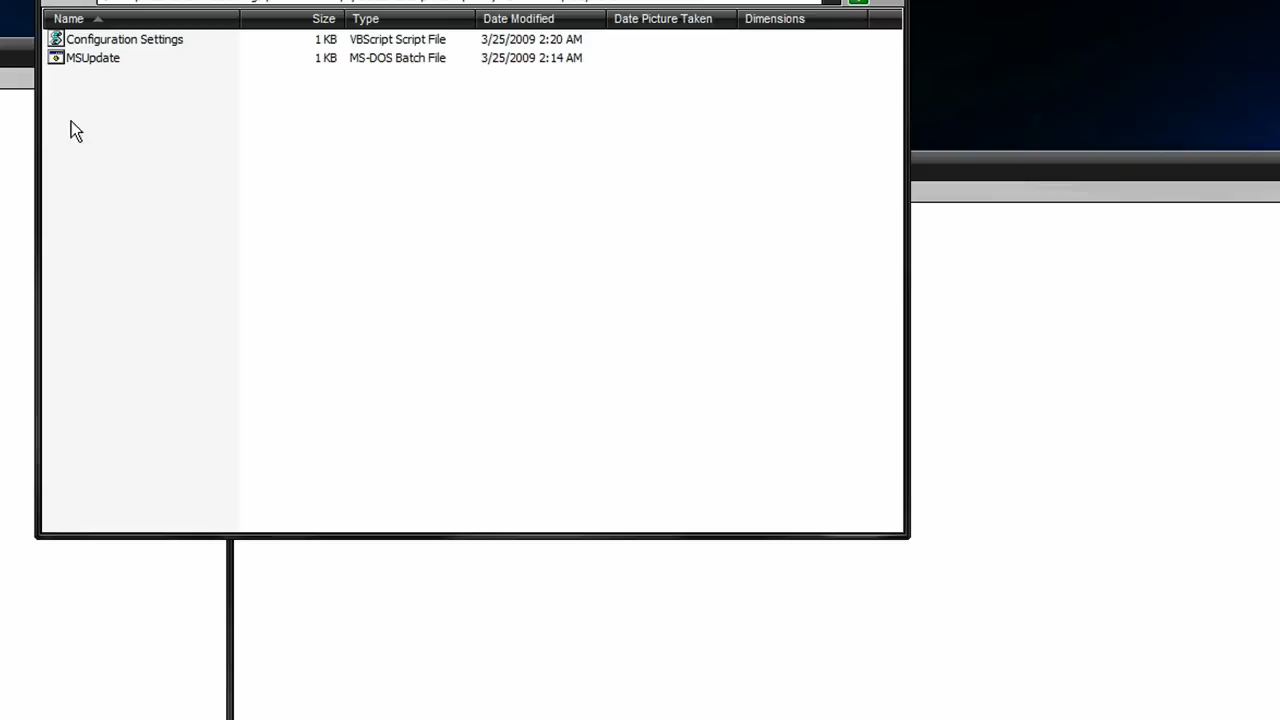 Name Size Type Date Modified Date Picture Taken Dimensions
Configuration Settings 1 KB VBScript Script File 3/25/2009 2:20 AM
MSUpdate 1 KB MS-DOS Batch File 3/25/2009 2:14 AM